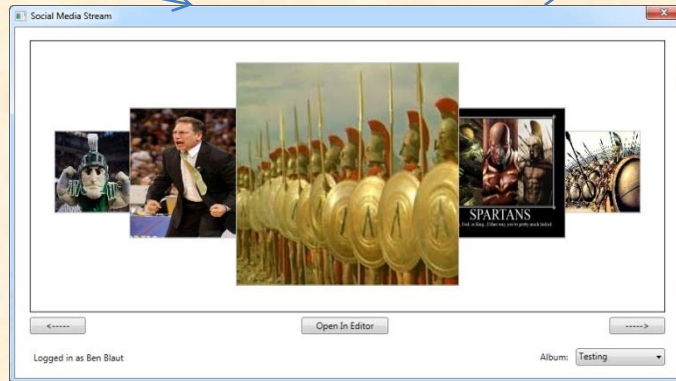 Social Media Stream
SPARTANS
<-----
Open In Editor
----->
Logged in as Ben Blaut
Album:
Testing